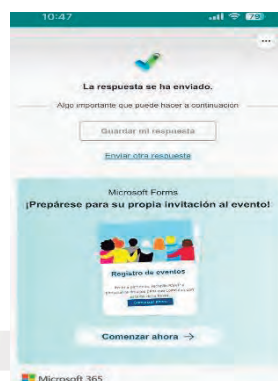 10:47
79
La respuesta se ha enviado.
Algo importante que puede hacer a continuación
Guardar mi respuesta
Enviar otra respuesta
Microsoft Forms
¡Prepárese para su propia invitación al evento!
Registro de eventos
Comenzar ahora →
Microsoft 365